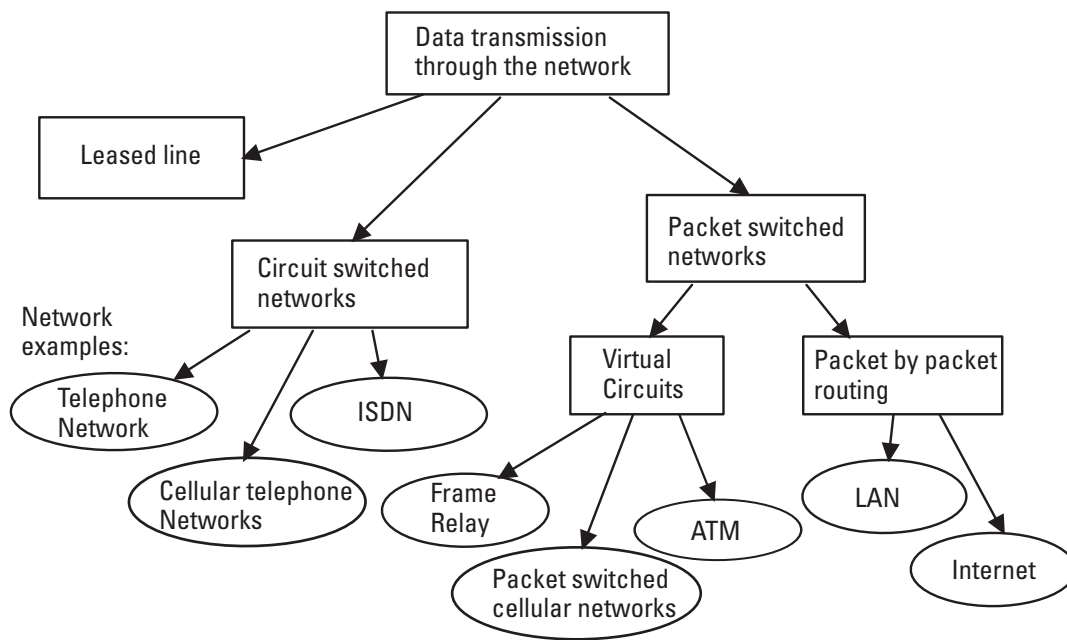 Data transmission
through the network
Leased line
Packet switched
networks
Circuit switched
networks
Network
examples:
Virtual
Circuits
Packet by packet
routing
Telephone
Network
ISDN
Cellular telephone
Networks
Frame
Relay
ATM
LAN
Packet switched
cellular networks
Internet